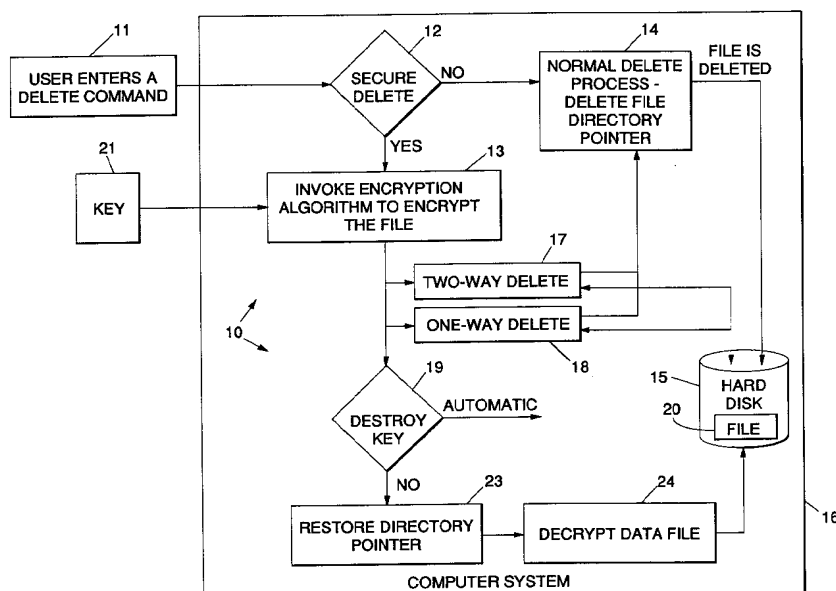 11
USER ENTERS A
DELETE COMMAND
12
SECURE
DELETE
NO
YES
14
NORMAL DELETE
PROCESS -
DELETE FILE
DIRECTORY
POINTER
FILE IS
DELETED
21
KEY
13
INVOKE ENCRYPTION
ALGORITHM TO ENCRYPT
THE FILE
17
TWO-WAY DELETE
ONE-WAY DELETE
18
10
19
DESTROY
KEY
AUTOMATIC
NO
15
HARD
DISK
20
FILE
23
RESTORE DIRECTORY
POINTER
24
DECRYPT DATA FILE
16
COMPUTER SYSTEM